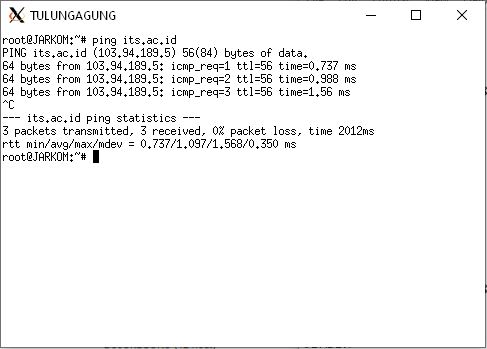 TULUNGAGUNG
root@JARKOM:~# ping its.ac.id
PING its.ac.id (103.94.189.5) 56(84) bytes of data.
64 bytes from 103.94.189.5: icmp_req=1 ttl=56 time=0.737 ms
64 bytes from 103.94.189.5: icmp_req=2 ttl=56 time=0.988 ms
64 bytes from 103.94.189.5: icmp_req=3 ttl=56 time=1.56 ms
^C
--- its.ac.id ping statistics ---
3 packets transmitted, 3 received, 0% packet loss, time 2012ms
rtt min/avg/max/mdev = 0.737/1.097/1.568/0.350 ms
root@JARKOM:~#